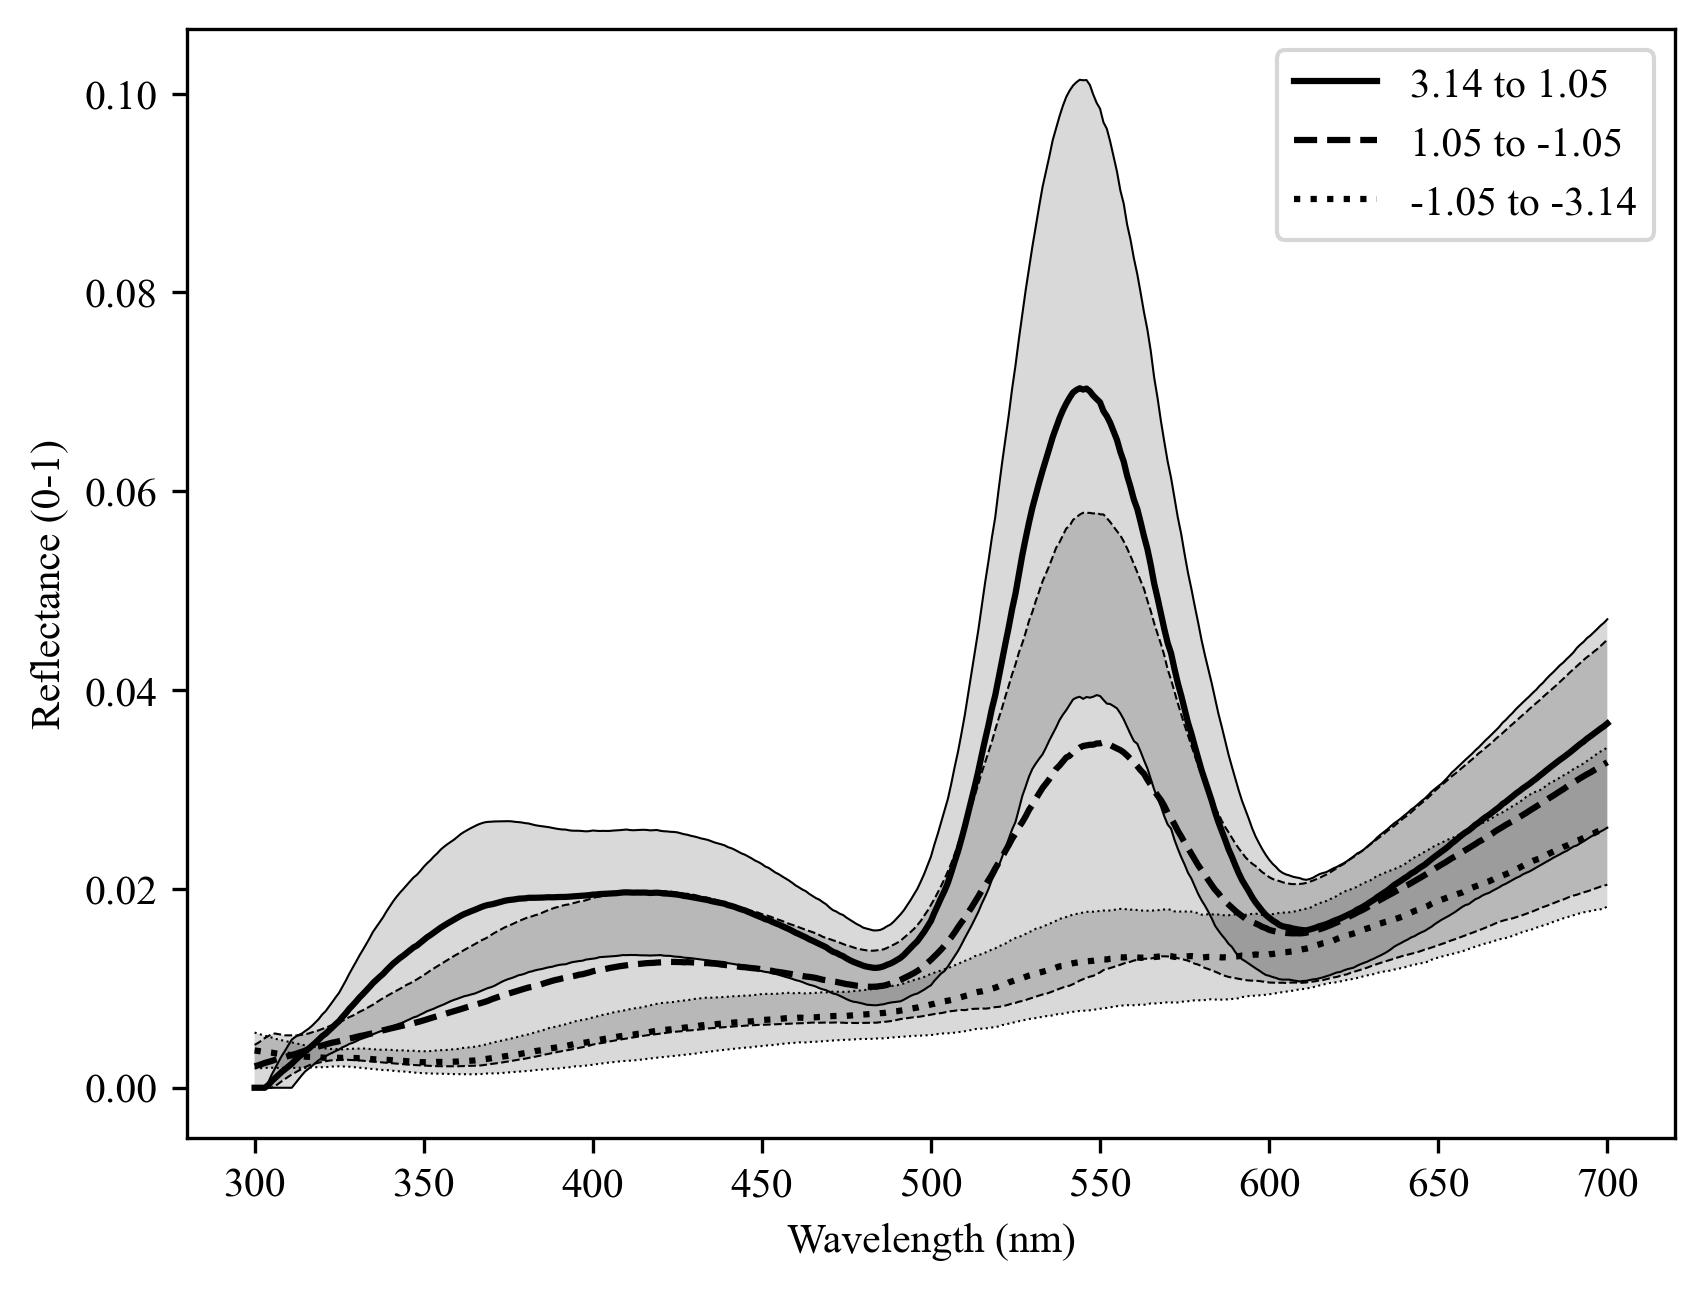 3.14 to 1.05
1.05 to -1.05
-1.05 to -3.14
0.10
0.08
0.06
0.04
0.02
0.00
Reflectance (0-1)
300 350 400 450 500 550 600 650 700
Wavelength (nm)